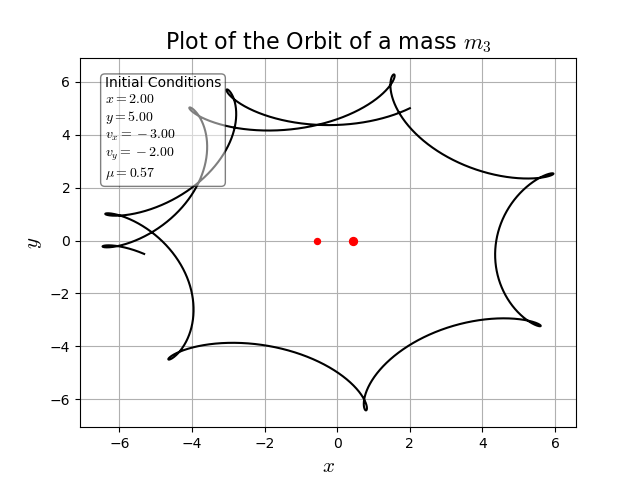 Plot of the Orbit of a mass m₃
Initial Conditions
x = 2.00
y = 5.00
vₓ = −3.00
v_y = −2.00
μ = 0.57
6
4
2
0
−2
−4
−6
y
−6
−4
−2
0
2
4
6
x